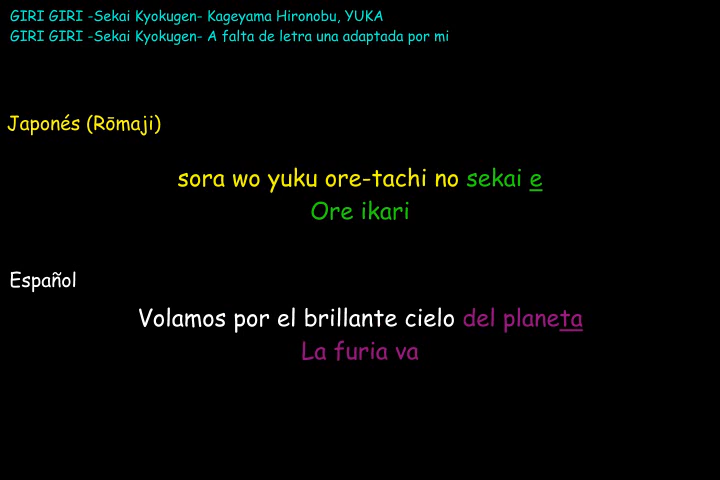 GIRI GIRI -Sekai Kyokugen- Kageyama Hironobu, YUKA
GIRI GIRI -Sekai Kyokugen- A falta de letra una adaptada por mi
Japonés (Rōmaji)
sora wo yuku ore-tachi no sekai e
Ore ikari
Español
Volamos por el brillante cielo del planeta
La furia va